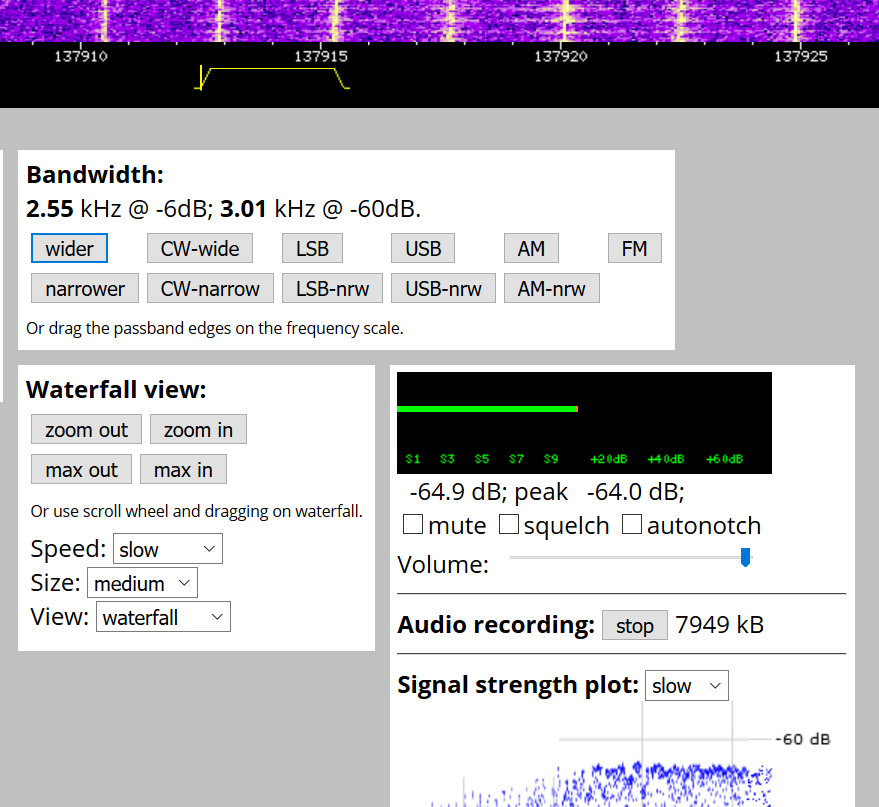 137910 137915 137920 137925
Bandwidth:
2.55 kHz @ -6dB; 3.01 kHz @ -60dB.
wider CW-wide LSB USB AM FM
narrower CW-narrow LSB-nrw USB-nrw AM-nrw
Or drag the passband edges on the frequency scale.
Waterfall view:
zoom out zoom in
max out max in
Or use scroll wheel and dragging on waterfall.
Speed: slow
Size: medium
View: waterfall
S1 S3 S5 S7 S9 +20dB +40dB +60dB
-64.9 dB; peak -64.0 dB;
mute squelch autonotch
Volume:
Audio recording: stop 7949 kB
Signal strength plot: slow
-60 dB